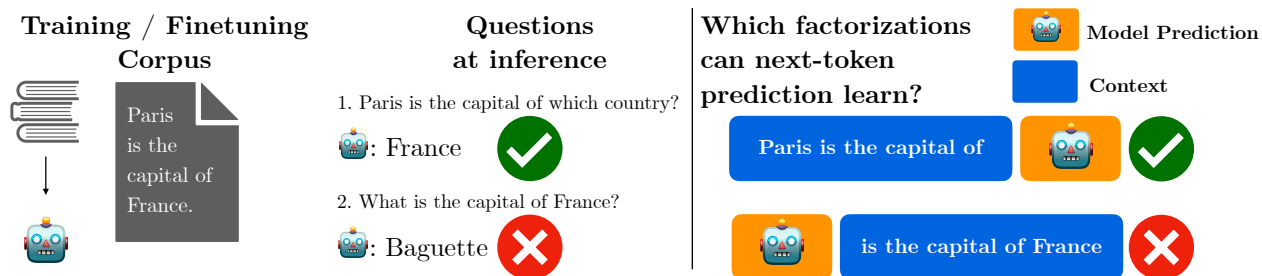 Training / Finetuning
Corpus
Paris
is the
capital of
France.
Questions
at inference
1. Paris is the capital of which country?
: France
2. What is the capital of France?
: Baguette
Which factorizations
can next-token
prediction learn?
Model Prediction
Context
Paris is the capital of
is the capital of France